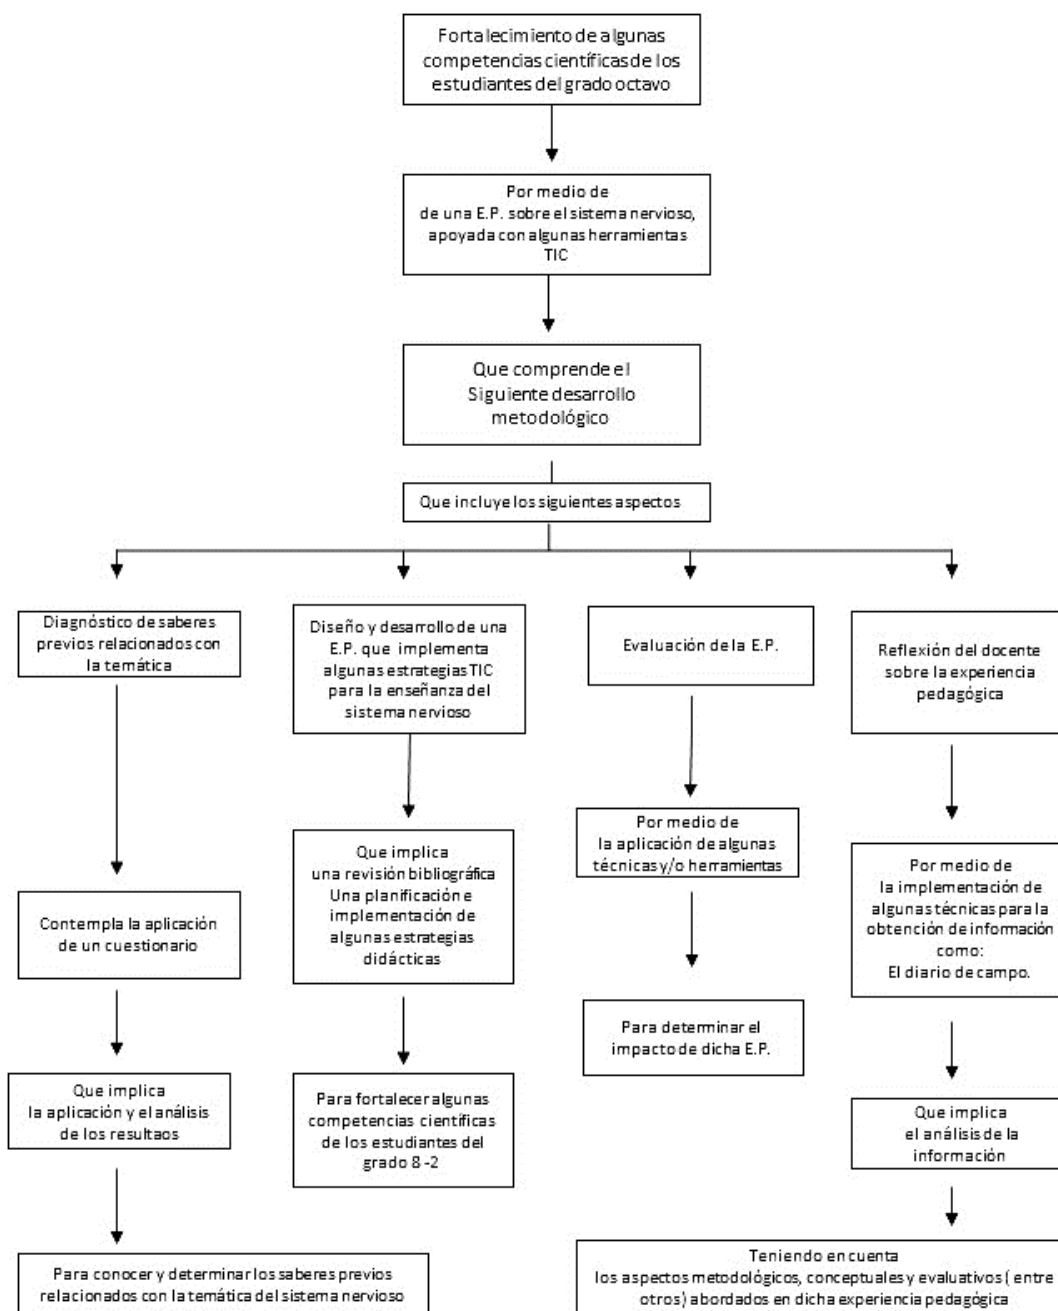 Fortalecimiento de algunas
competencias científicas de los
estudiantes del grado octavo
Por medio de
de una E.P. sobre el sistema nervioso,
apoyada con algunas herramientas
TIC
Que comprende el
Siguiente desarrollo
metodológico
Que incluye los siguientes aspectos
Diagnóstico de saberes
previos relacionados con
la temática
Contempla la aplicación
de un cuestionario
Que implica
la aplicación y el análisis
de los resultaos
Para conocer y determinar los saberes previos
relacionados con la temática del sistema nervioso
Diseño y desarrollo de una
E.P. que implementa
algunas estrategias TIC
para la enseñanza del
sistema nervioso
Que implica
una revisión bibliográfica
Una planificación e
implementación de
algunas estrategias
didácticas
Para fortalecer algunas
competencias científicas
de los estudiantes del
grado 8 -2
Evaluación de la E.P.
Por medio de
la aplicación de algunas
técnicas y/o herramientas
Para determinar el
impacto de dicha E.P.
Reflexión del docente
sobre la experiencia
pedagógica
Por medio de
la implementación de
algunas técnicas para la
obtención de información
como:
El diario de campo.
Que implica
el análisis de la
información
Teniendo en cuenta
los aspectos metodológicos, conceptuales y evaluativos ( entre
otros) abordados en dicha experiencia pedagógica